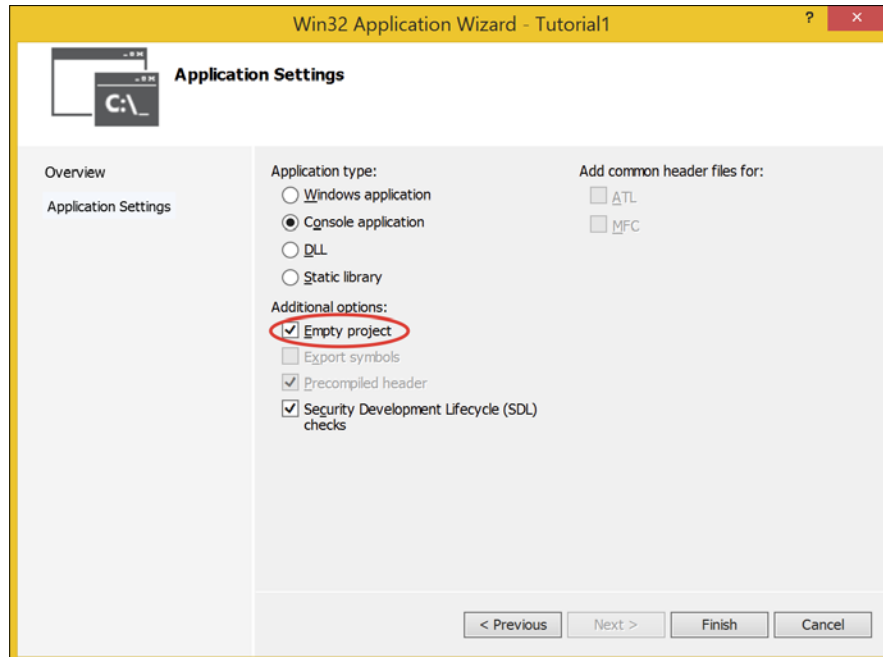 Win32 Application Wizard - Tutorial1
?
C:\_
Application Settings
Overview
Application Settings
Application type:
Windows application
Console application
DLL
Static library
Additional options:
Empty project
Export symbols
Precompiled header
Security Development Lifecycle (SDL)
checks
Add common header files for:
ATL
MFC
< Previous
Next >
Finish
Cancel